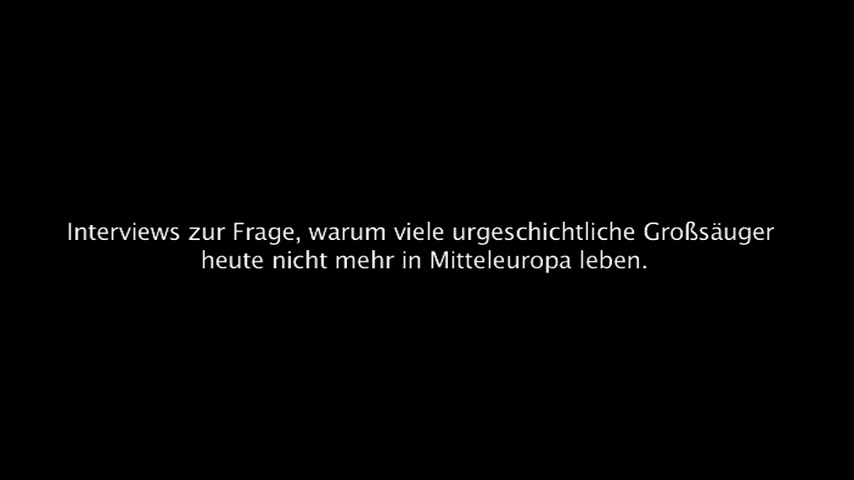 Interviews zur Frage, warum viele urgeschichtliche Großsäuger
heute nicht mehr in Mitteleuropa leben.